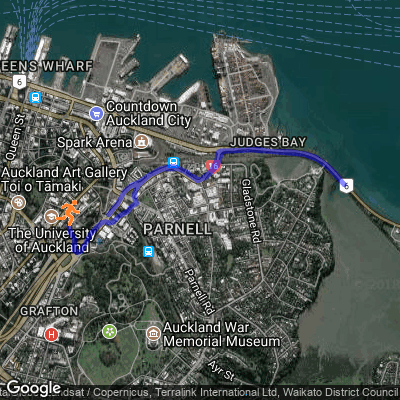 EENS WHARF
6
Queen St
Countdown
Auckland City
Spark Arena
JUDGES BAY
Auckland Art Gallery
Toi o Tāmaki
6
Gladstone Rd
The University
of Auckland
PARNELL
GRAFTON
Parnell Rd
H
Auckland War
Memorial Museum
Ayr St
Google
ndsat / Copernicus, Terralink International Ltd, Waikato District Council